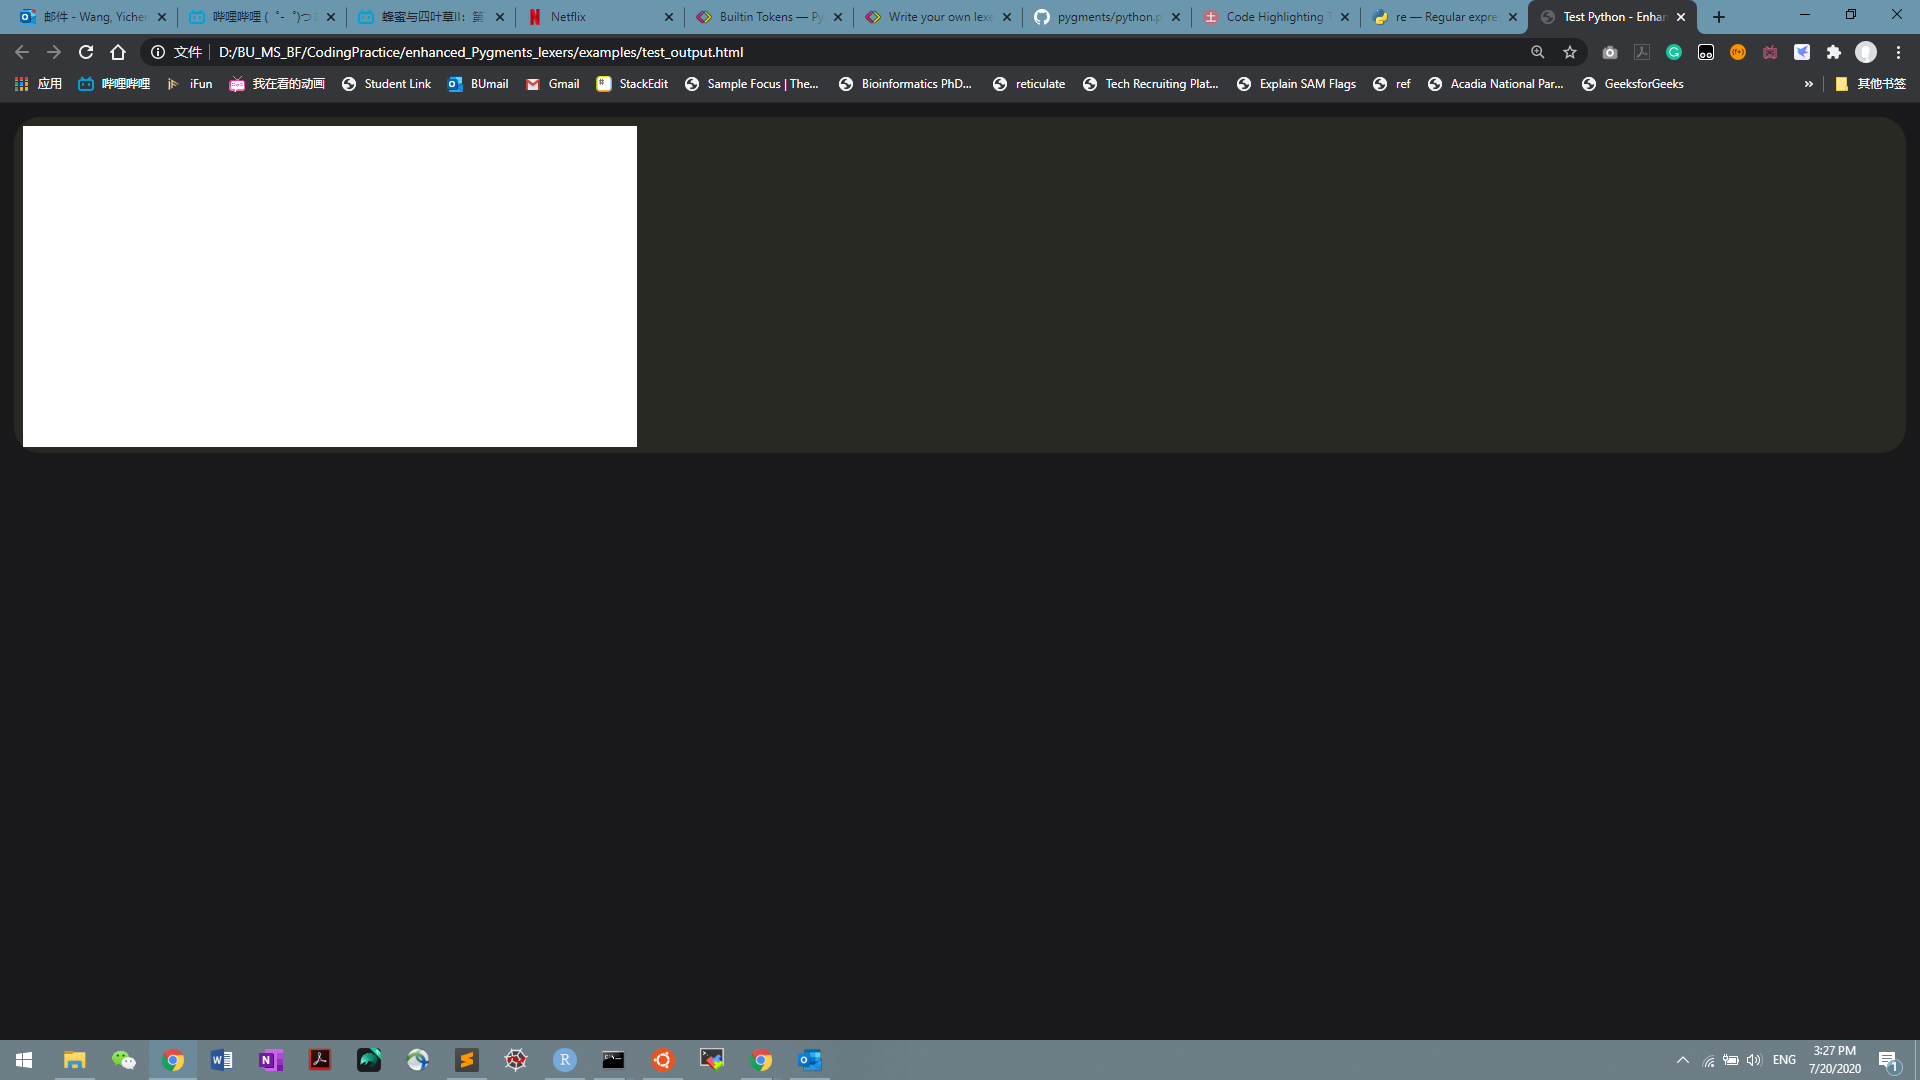 邮件 - Wang, Yicher
哔哩哔哩 ( ゜- ゜)つ
蜂蜜与四叶草II: 第
Netflix
Builtin Tokens — Py
Write your own lexe
pygments/python.p
Code Highlighting T
re — Regular expre
Test Python - Enhan
文件
D:/BU_MS_BF/CodingPractice/enhanced_Pygments_lexers/examples/test_output.html
应用
哔哩哔哩
iFun
我在看的动画
Student Link
BUmail
Gmail
StackEdit
Sample Focus | The...
Bioinformatics PhD...
reticulate
Tech Recruiting Plat...
Explain SAM Flags
ref
Acadia National Par...
GeeksforGeeks
»
其他书签
ENG
3:27 PM
7/20/2020
1